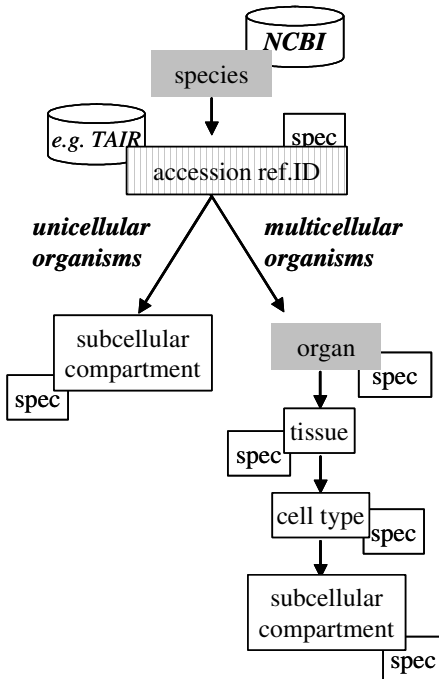 NCBI
species
e.g. TAIR
spec
accession ref.ID
unicellular
organisms
multicellular
organisms
subcellular
compartment
spec
organ
spec
tissue
spec
cell type
spec
subcellular
compartment
spec